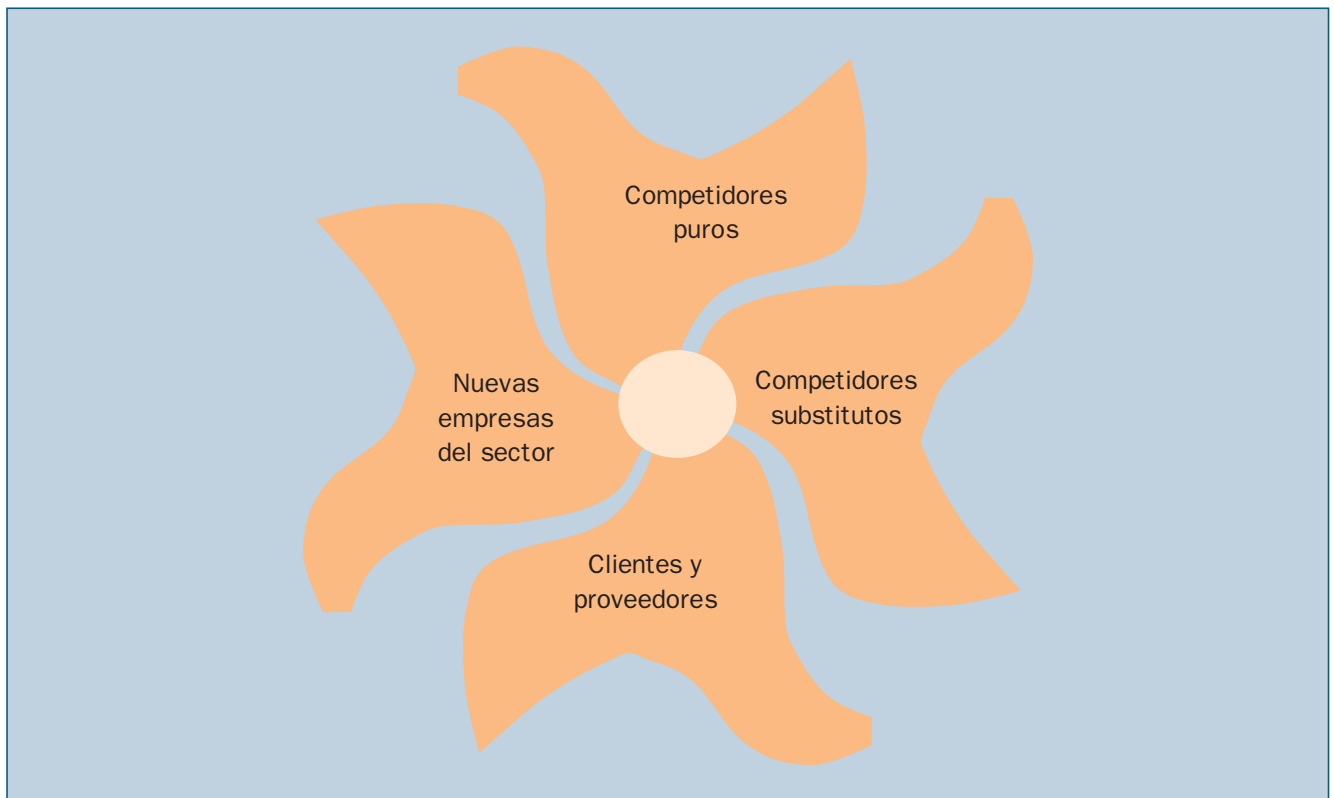 Competidores
puros
Competidores
substitutos
Nuevas
empresas
del sector
Clientes y
proveedores